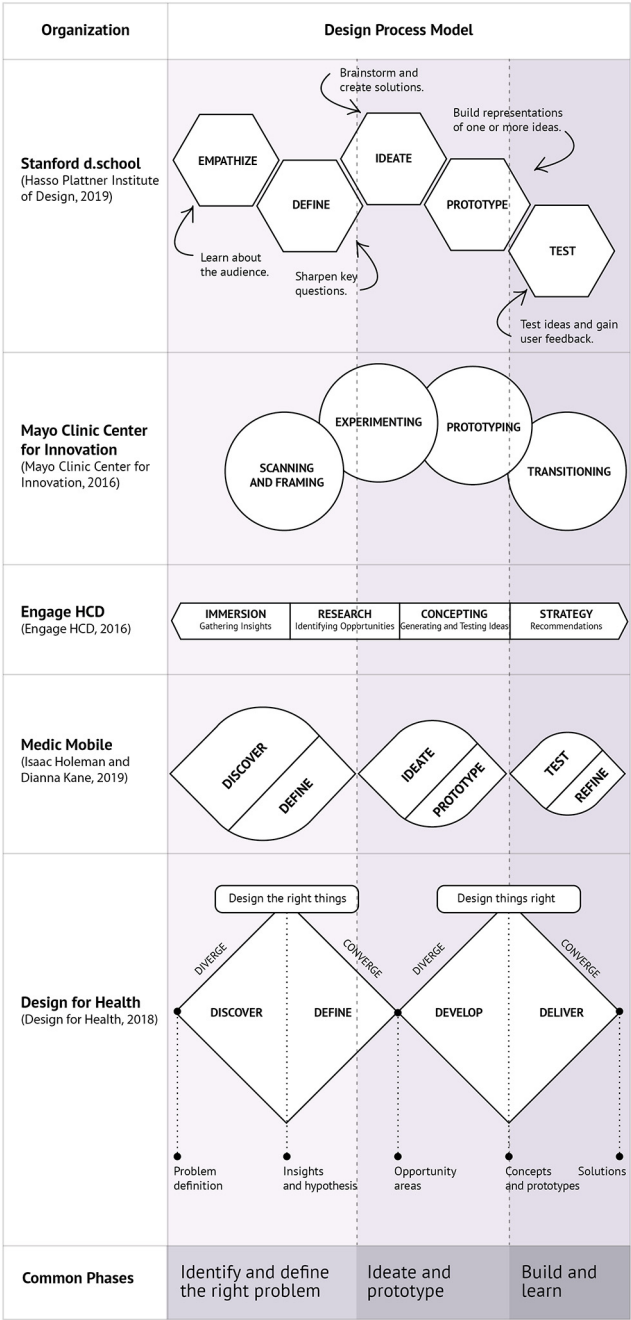 Organization
Design Process Model
Stanford d.school
(Hasso Plattner Institute
of Design, 2019)
Brainstorm and
create solutions.
Build representations
of one or more ideas.
EMPATHIZE
IDEATE
DEFINE
PROTOTYPE
TEST
Learn about
the audience.
Sharpen key
questions.
Test ideas and gain
user feedback.
Mayo Clinic Center
for Innovation
(Mayo Clinic Center for
Innovation, 2016)
SCANNING
AND FRAMING
EXPERIMENTING
PROTOTYPING
TRANSITIONING
Engage HCD
(Engage HCD, 2016)
IMMERSION
Gathering Insights
RESEARCH
Identifying Opportunities
CONCEPTING
Generating and Testing Ideas
STRATEGY
Recommendations
Medic Mobile
(Isaac Holeman and
Dianna Kane, 2019)
DISCOVER
DEFINE
IDEATE
PROTOTYPE
TEST
REFINE
Design for Health
(Design for Health, 2018)
Design the right things
Design things right
DIVERGE
CONVERGE
DIVERGE
CONVERGE
DISCOVER
DEFINE
DEVELOP
DELIVER
Problem
definition
Insights
and hypothesis
Opportunity
areas
Concepts
and prototypes
Solutions
Common Phases
Identify and define
the right problem
Ideate and
prototype
Build and
learn